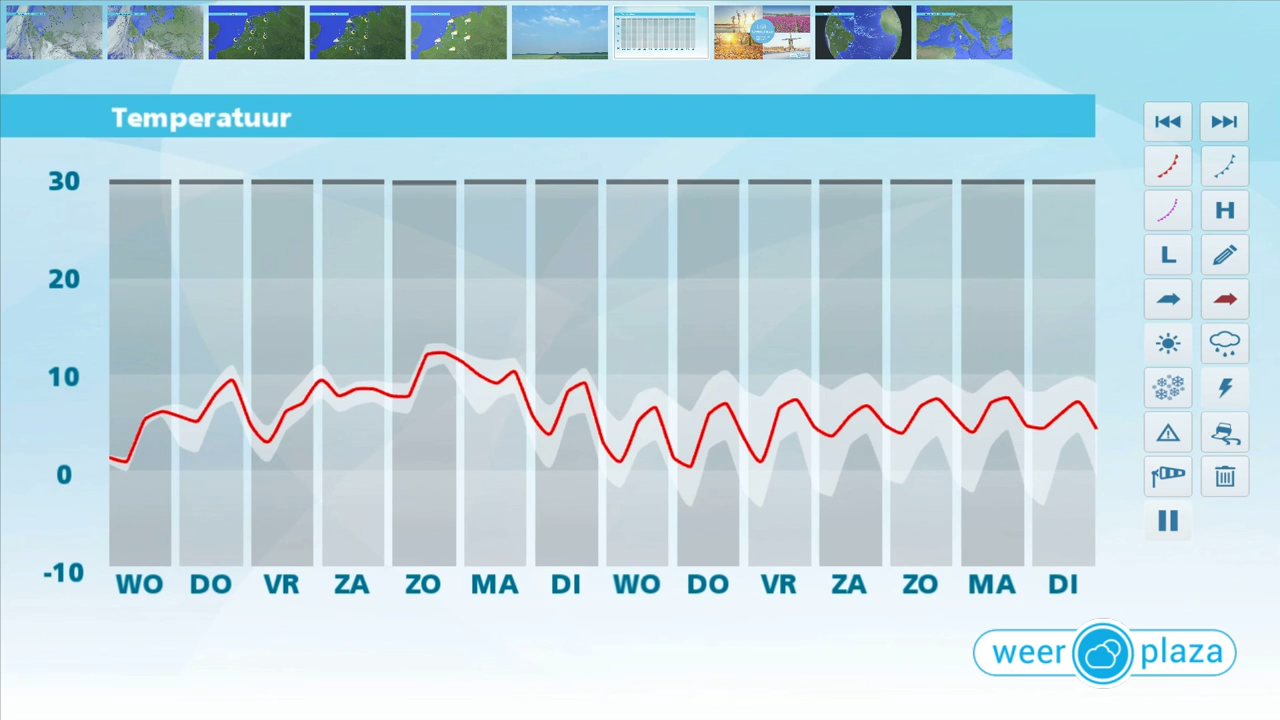 Temperatuur
30
20
10
0
-10
WO DO VR ZA ZO MA DI WO DO VR ZA ZO MA DI
H
L
weer plaza